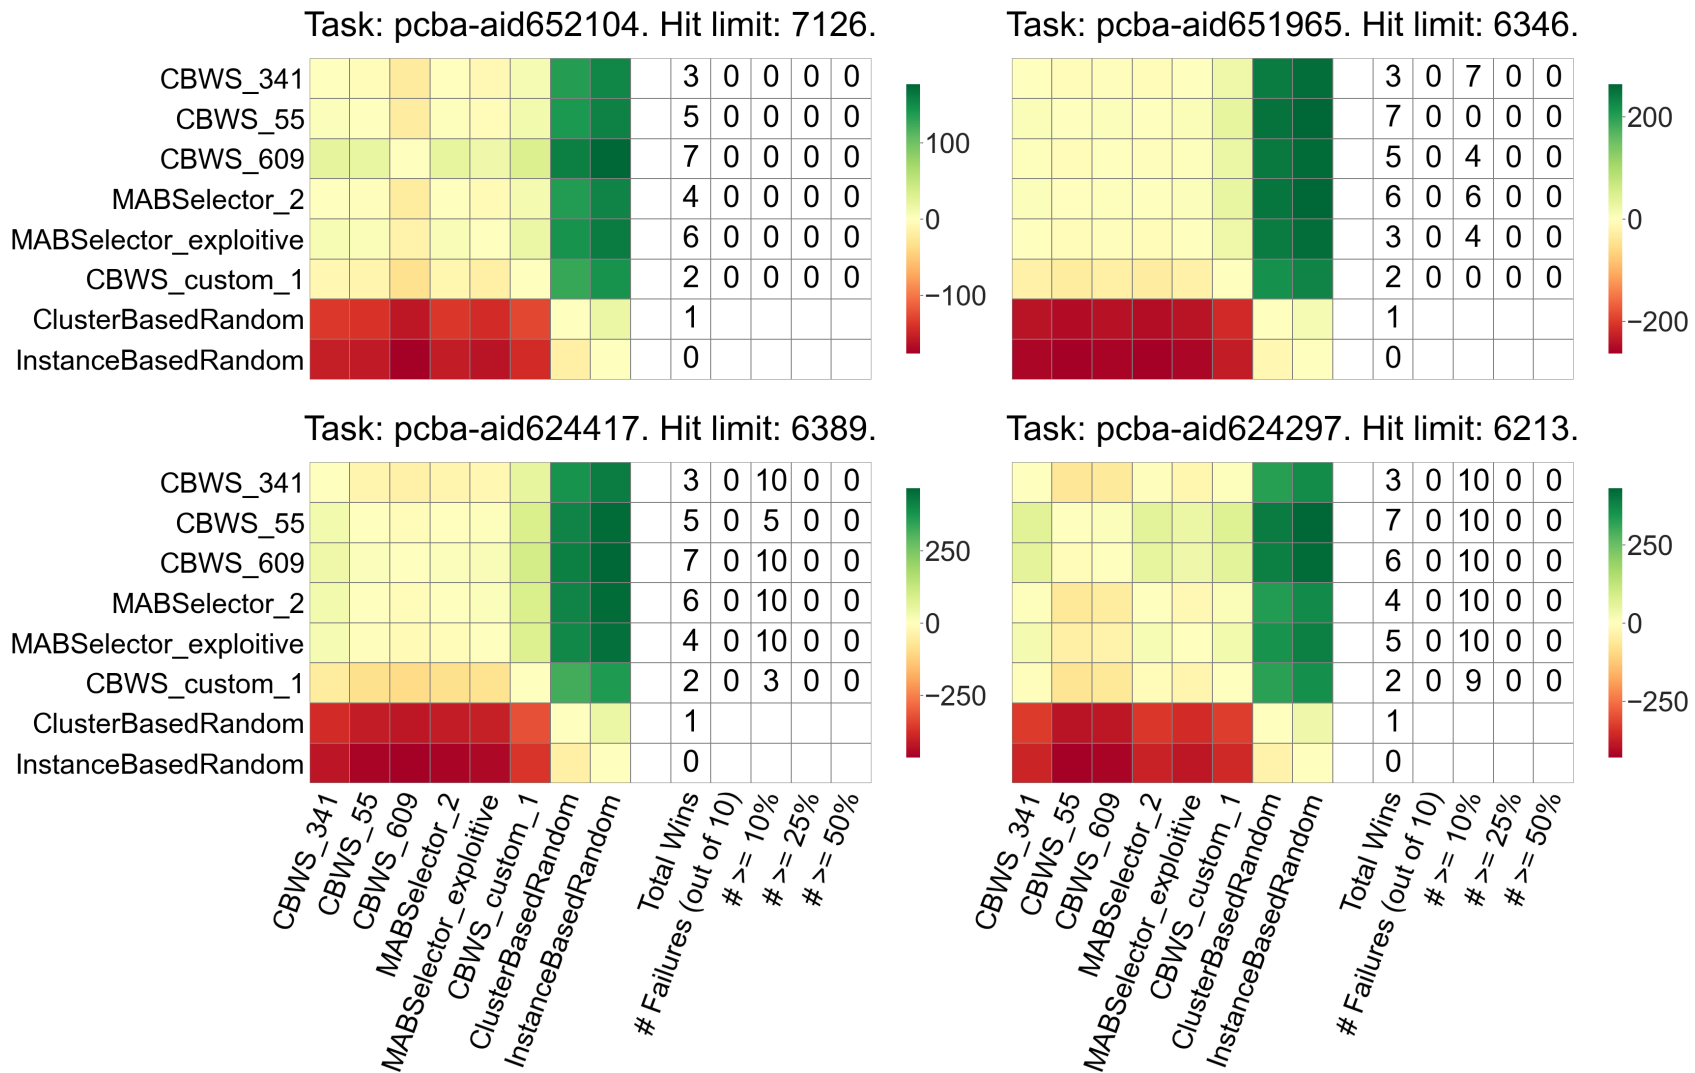 Task: pcba-aid652104. Hit limit: 7126.
CBWS_341 3 0 0 0 0
CBWS_55 5 0 0 0 0
CBWS_609 7 0 0 0 0
MABSelector_2 4 0 0 0 0
MABSelector_exploitive 6 0 0 0 0
CBWS_custom_1 2 0 0 0 0
ClusterBasedRandom 1
InstanceBasedRandom 0
100
0
−100
Task: pcba-aid651965. Hit limit: 6346.
3 0 7 0 0
7 0 0 0 0
5 0 4 0 0
6 0 6 0 0
3 0 4 0 0
2 0 0 0 0
1
0
200
0
−200
Task: pcba-aid624417. Hit limit: 6389.
CBWS_341 3 0 10 0 0
CBWS_55 5 0 5 0 0
CBWS_609 7 0 10 0 0
MABSelector_2 6 0 10 0 0
MABSelector_exploitive 4 0 10 0 0
CBWS_custom_1 2 0 3 0 0
ClusterBasedRandom 1
InstanceBasedRandom 0
250
0
−250
CBWS_341
CBWS_55
CBWS_609
MABSelector_2
MABSelector_exploitive
CBWS_custom_1
ClusterBasedRandom
InstanceBasedRandom
Total Wins
# Failures (out of 10)
# >= 10%
# >= 25%
# >= 50%
Task: pcba-aid624297. Hit limit: 6213.
3 0 10 0 0
7 0 10 0 0
6 0 10 0 0
4 0 10 0 0
5 0 10 0 0
2 0 9 0 0
1
0
250
0
−250
CBWS_341
CBWS_55
CBWS_609
MABSelector_2
MABSelector_exploitive
CBWS_custom_1
ClusterBasedRandom
InstanceBasedRandom
Total Wins
# Failures (out of 10)
# >= 10%
# >= 25%
# >= 50%